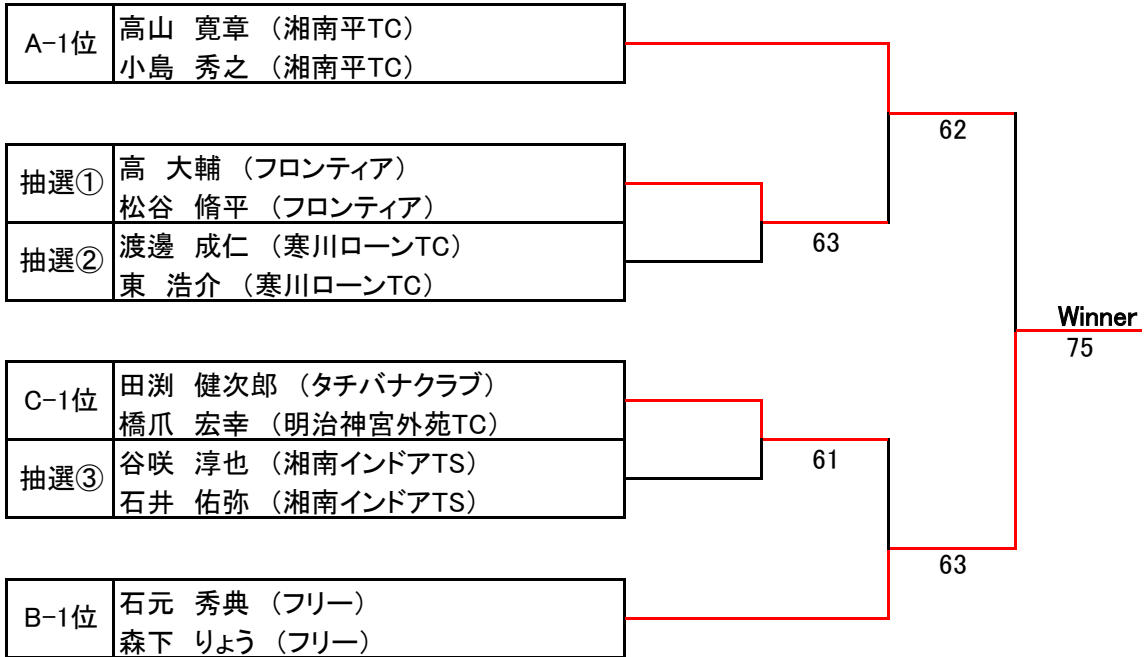 A-1位
高山 寛章 (湘南平TC)
小島 秀之 (湘南平TC)
62
抽選①
高 大輔 (フロンティア)
松谷 脩平 (フロンティア)
63
抽選②
渡邊 成仁 (寒川ローンTC)
東 浩介 (寒川ローンTC)
Winner
75
C-1位
田渕 健次郎 (タチバナクラブ)
橋爪 宏幸 (明治神宮外苑TC)
61
抽選③
谷咲 淳也 (湘南インドアTS)
石井 佑弥 (湘南インドアTS)
63
B-1位
石元 秀典 (フリー)
森下 りょう (フリー)